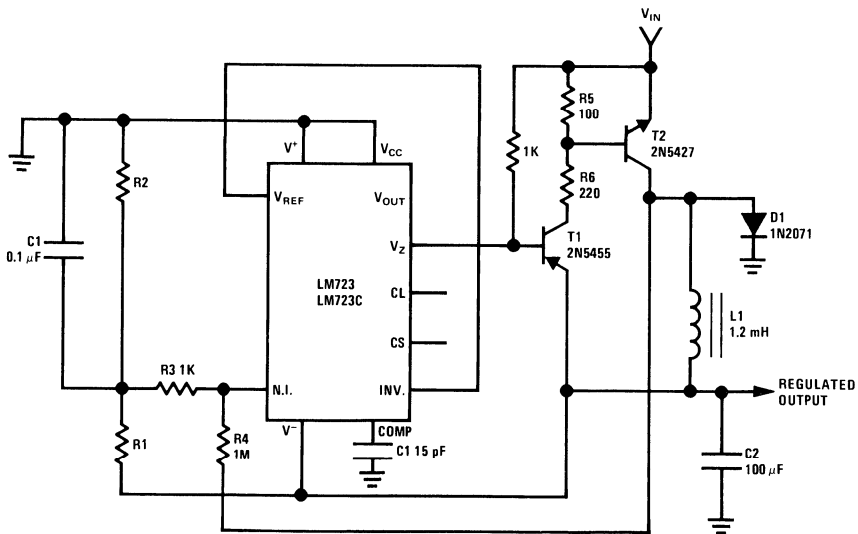 V_IN
R5
100
T2
2N5427
1K
V+
V_CC
R2
R6
220
V_REF
V_OUT
D1
1N2071
C1
0.1 μF
T1
2N5455
V_Z
LM723
LM723C
CL
L1
1.2 mH
CS
R3 1K
N.I.
INV.
REGULATED
OUTPUT
R1
R4
1M
V−
COMP
C1 15 pF
C2
100 μF